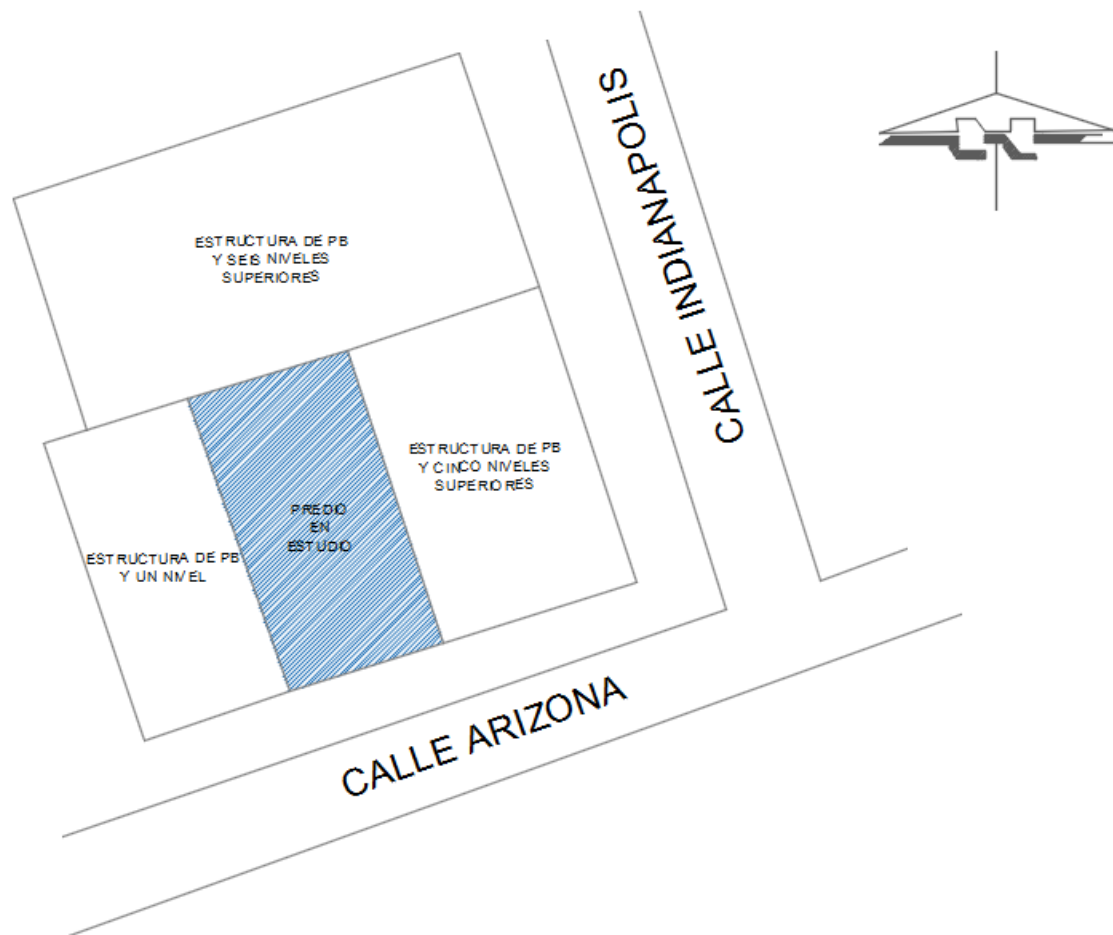 ESTRUCTURA DE PB
Y SEIS NIVELES
SUPERIORES
CALLE INDIANAPOLIS
ESTRUCTURA DE PB
Y CINCO NIVELES
SUPERIORES
PREDIO
EN
ESTUDIO
ESTRUCTURA DE PB
Y UN NIVEL
CALLE ARIZONA